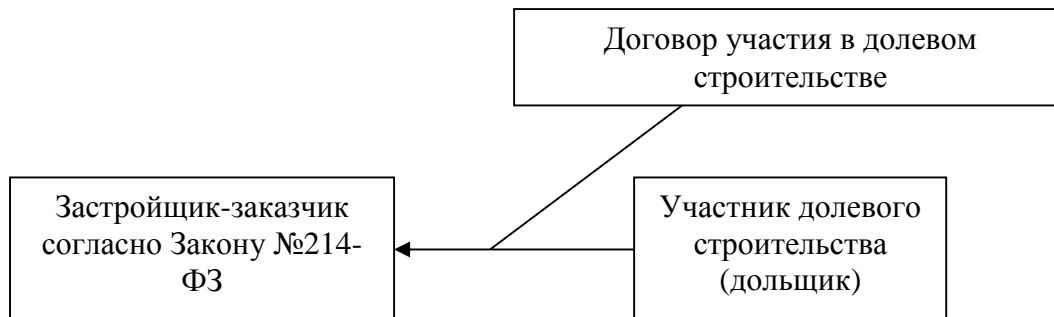 Договор участия в долевом
строительстве
Застройщик-заказчик
согласно Закону №214-
ФЗ
Участник долевого
строительства
(дольщик)